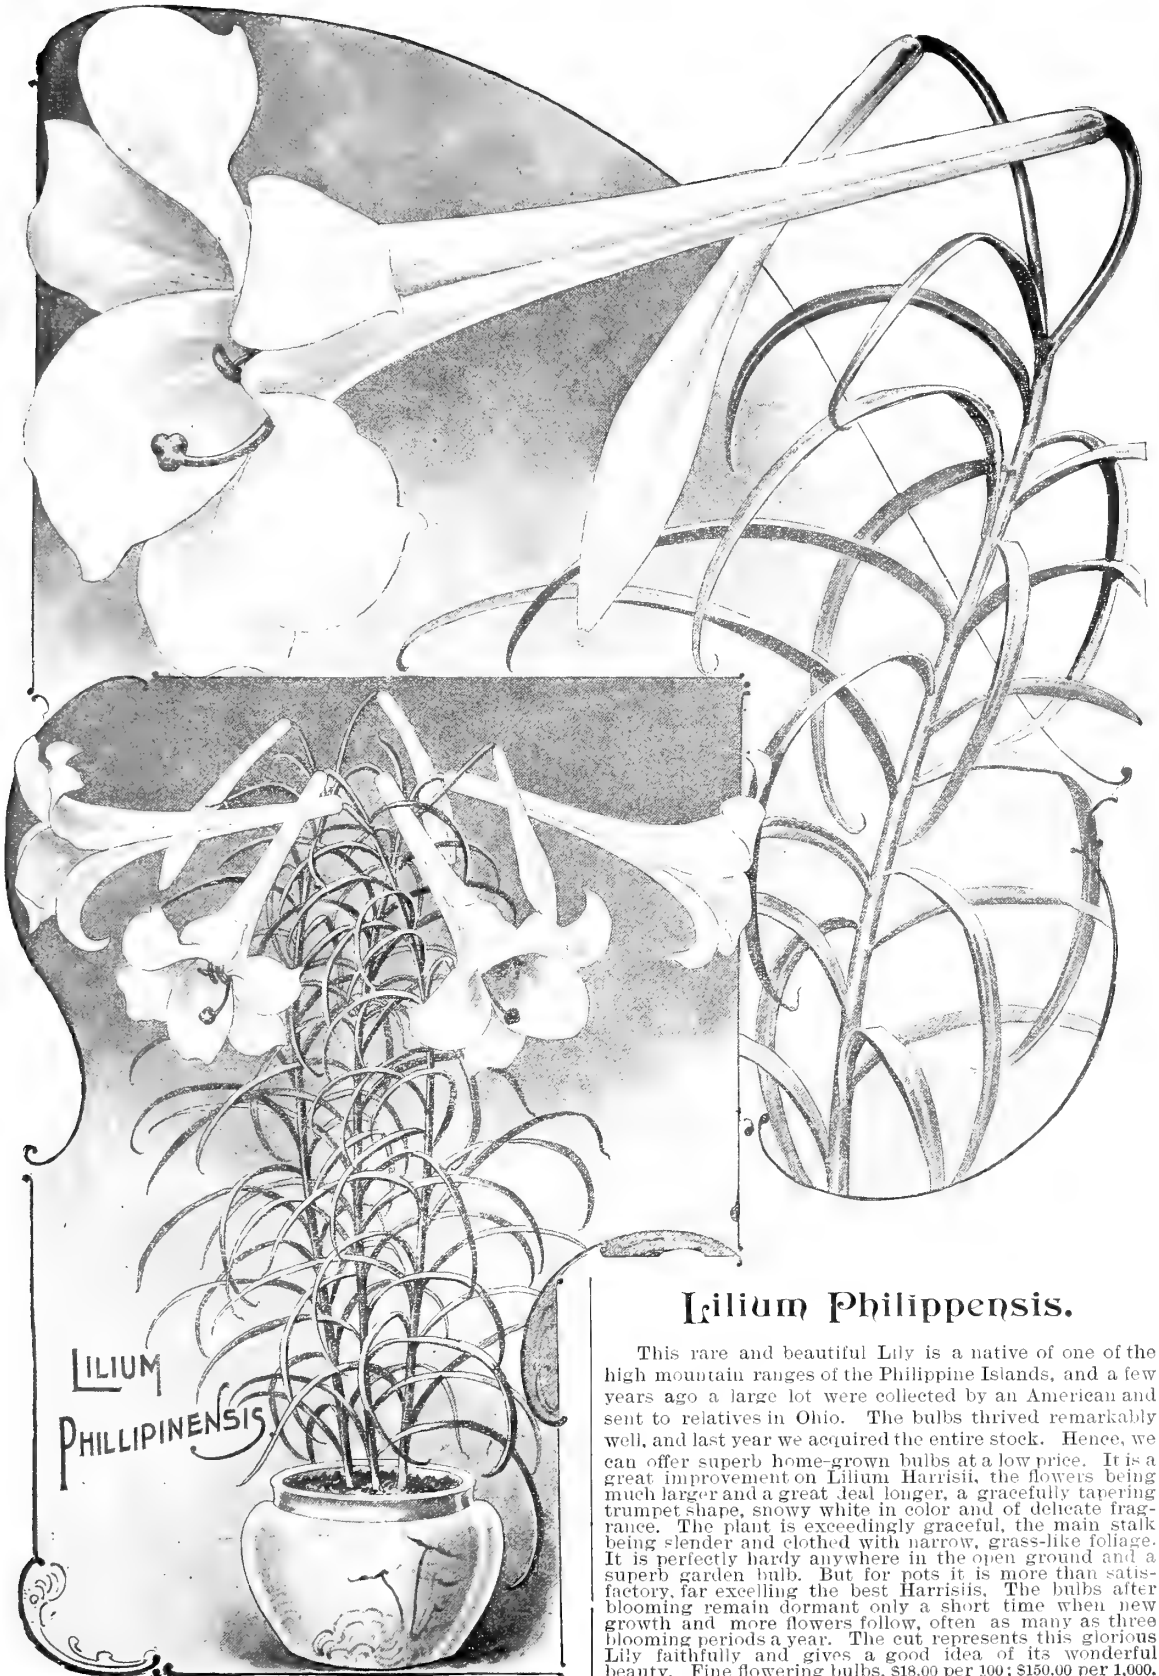 LILIUM
PHILLIPINENSIS.
Lilium Philippensis.
This rare and beautiful Lily is a native of one of the
high mountain ranges of the Philippine Islands, and a few
years ago a large lot were collected by an American and
sent to relatives in Ohio. The bulbs thrived remarkably
well, and last year we acquired the entire stock. Hence, we
can offer superb home-grown bulbs at a low price. It is a
great improvement on Lilium Harrisii, the flowers being
much larger and a great deal longer, a gracefully tapering
trumpet shape, snowy white in color and of delicate frag-
rance. The plant is exceedingly graceful, the main stalk
being slender and clothed with narrow, grass-like foliage.
It is perfectly hardy anywhere in the open ground and a
superb garden bulb. But for pots it is more than satis-
factory, far excelling the best Harrisiis. The bulbs after
blooming remain dormant only a short time when new
growth and more flowers follow, often as many as three
blooming periods a year. The cut represents this glorious
Lily faithfully and gives a good idea of its wonderful
beauty. Fine flowering bulbs, $18.00 per 100; $150.00 per 1,000.